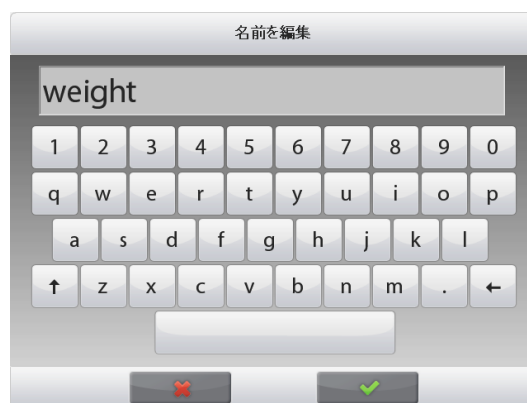 名前を編集
weight
1 2 3 4 5 6 7 8 9 0
q w e r t y u i o p
a s d f g h j k l
↑ z x c v b n m . ←